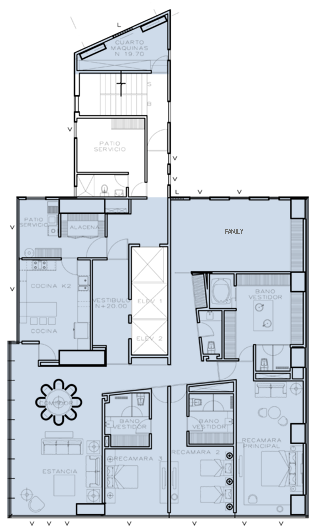 CUARTO
MAQUINAS
N 19.70
S
B
PATIO
SERVICIO
PATIO
SERVICIO
ALACENA
FAMILY
COCINA K2
VESTIBULO
N+20.00
ELEV 1
BAÑO
VESTIDOR
COCINA
ELEV 2
COMEDOR
BAÑO
VESTIDOR
BAÑO
VESTIDOR
ESTANCIA
RECAMARA 3
RECAMARA 2
RECAMARA
PRINCIPAL